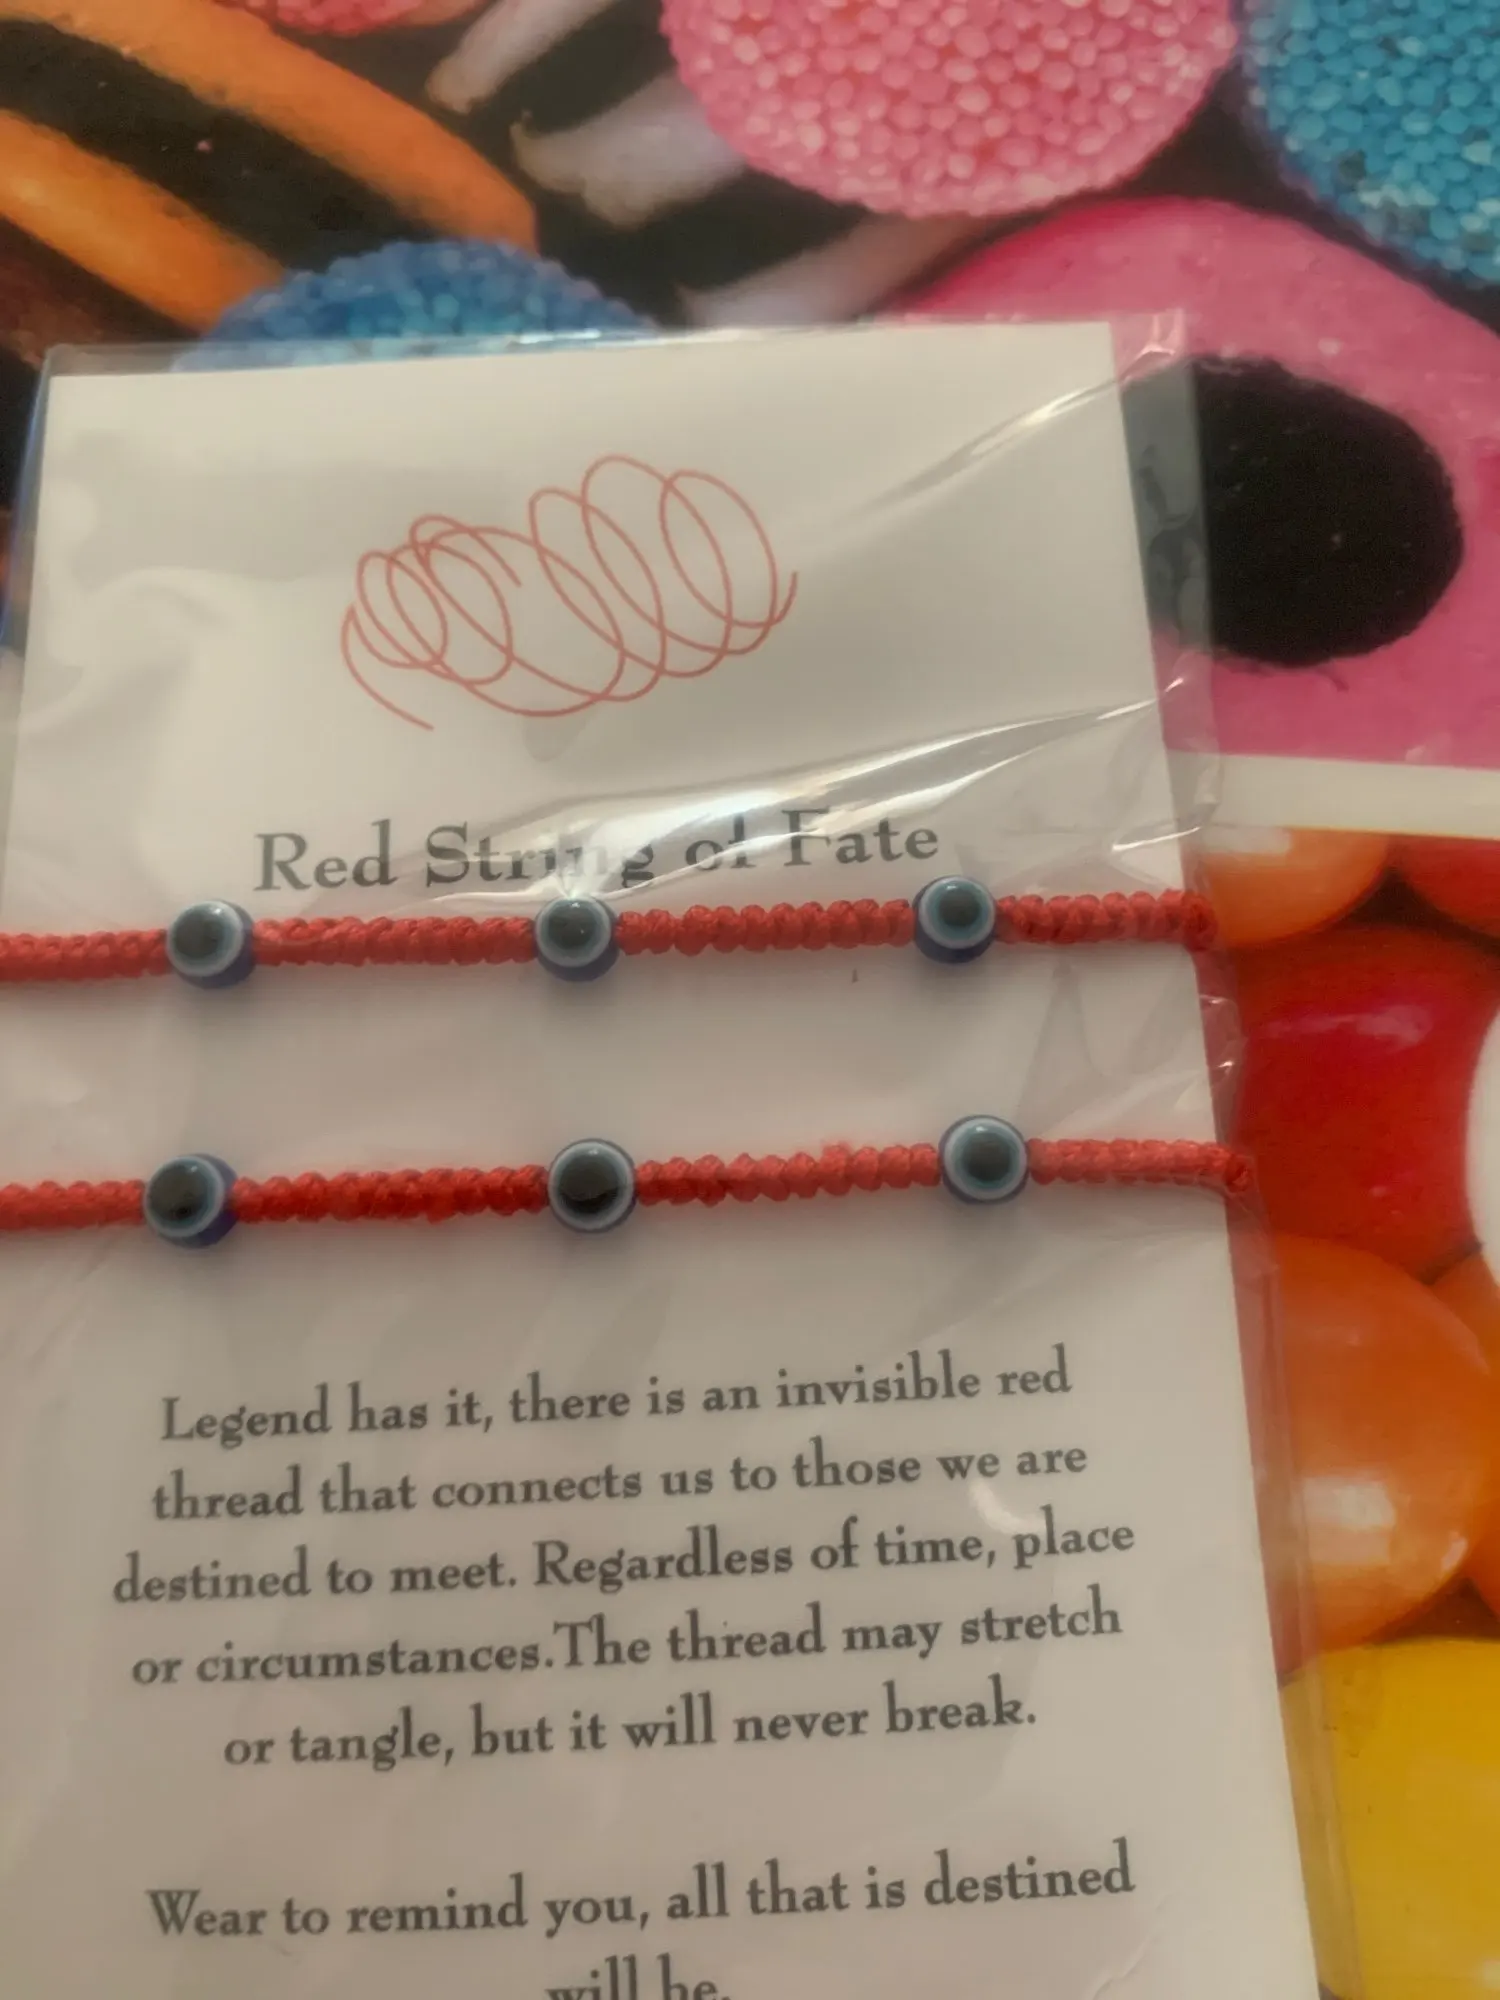 Red String of Fate
Legend has it, there is an invisible red
thread that connects us to those we are
destined to meet. Regardless of time, place
or circumstances.The thread may stretch
or tangle, but it will never break.
Wear to remind you, all that is destined
will be.